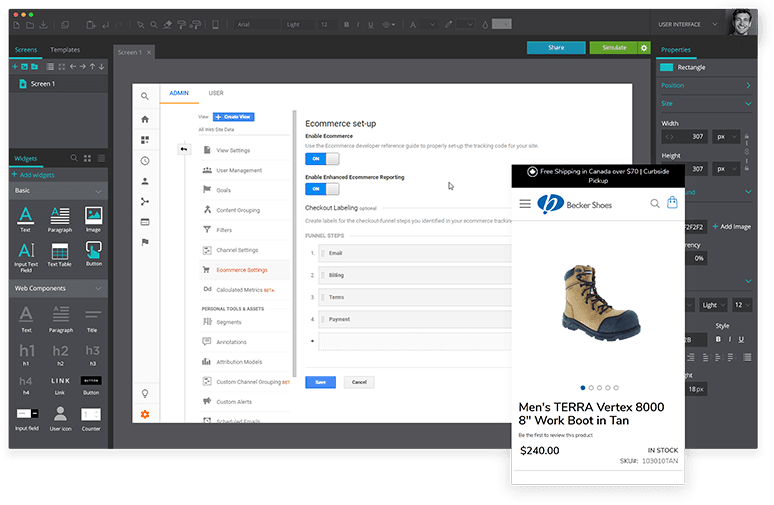 Arial
Light
12
B I U
USER INTERFACE
Screens
Templates
Screen 1
Widgets
Add widgets
Basic
Text
Paragraph
Image
Input Text Field
Text Table
Button
Web Components
Text
Paragraph
Title
h1
h2
h3
h1
h2
h3
h4
LINK
BUTTON
h4
Link
Button
1
Input field
User icon
Counter
Screen 1
Share
Simulate
ADMIN
USER
View
Create View
All Web Site Data
View Settings
User Management
Goals
Content Grouping
Filters
Channel Settings
Ecommerce Settings
Dd
Calculated Metrics BETA
PERSONAL TOOLS & ASSETS
Segments
Annotations
Attribution Models
Custom Channel Grouping BET
Custom Alerts
Scheduled Emails
Ecommerce set-up
Enable Ecommerce
Use the Ecommerce developer reference guide to properly set up the tracking code for your site.
ON
Enable Enhanced Ecommerce Reporting
ON
Checkout Labeling optional
Create labels for the checkout-funnel steps you identified in your ecommerce tracking
FUNNEL STEPS
1. Email
2. Billing
3. Terms
4. Payment
Save
Cancel
Properties
Rectangle
Position
Size
Width
307
px
Height
307
px
und
F2F2
Add Image
rency
0%
Light
12
Style
2B
B I U
ight
18 px
Free Shipping in Canada over $70 | Curbside
Pickup
b
Becker Shoes
Men's TERRA Vertex 8000
8" Work Boot in Tan
Be the first to review this product
$240.00
IN STOCK
SKU#: 103010TAN